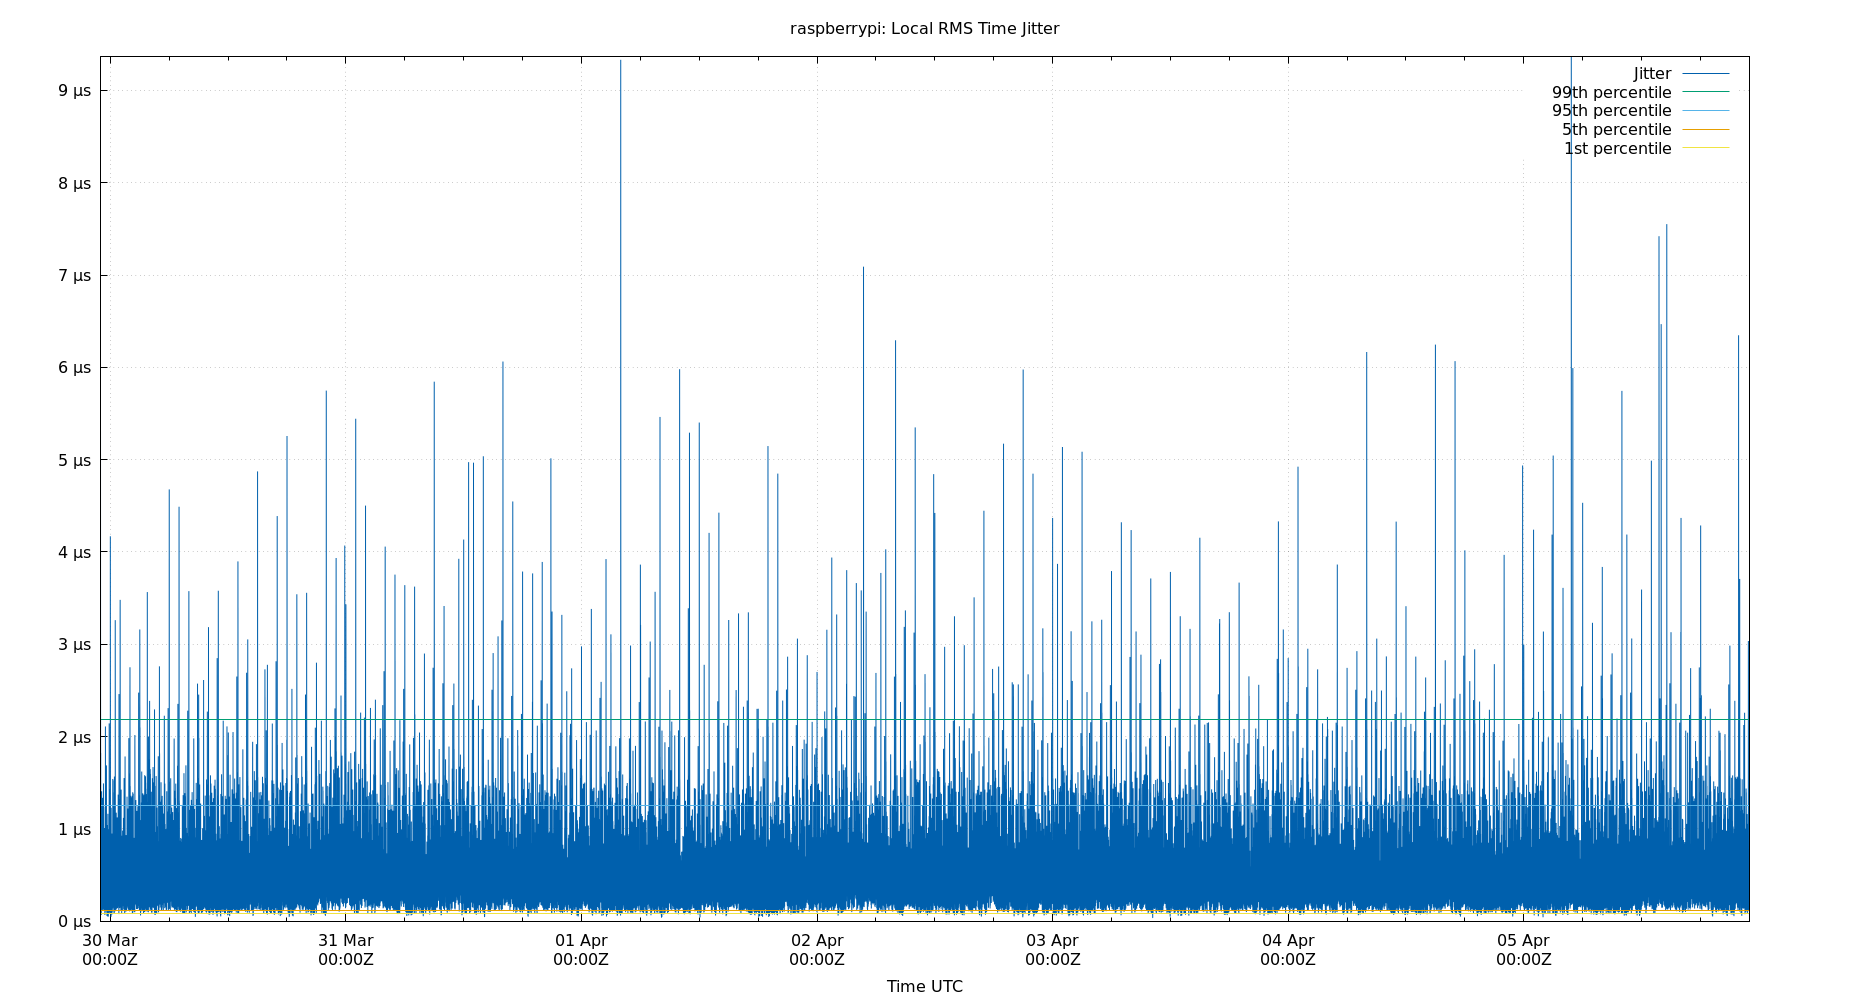 raspberrypi: Local RMS Time Jitter
Jitter
99th percentile
95th percentile
5th percentile
1st percentile
9 µs
8 µs
7 µs
6 µs
5 µs
4 µs
3 µs
2 µs
1 µs
0 µs
30 Mar 31 Mar 01 Apr 02 Apr 03 Apr 04 Apr 05 Apr
00:00Z 00:00Z 00:00Z 00:00Z 00:00Z 00:00Z 00:00Z
Time UTC